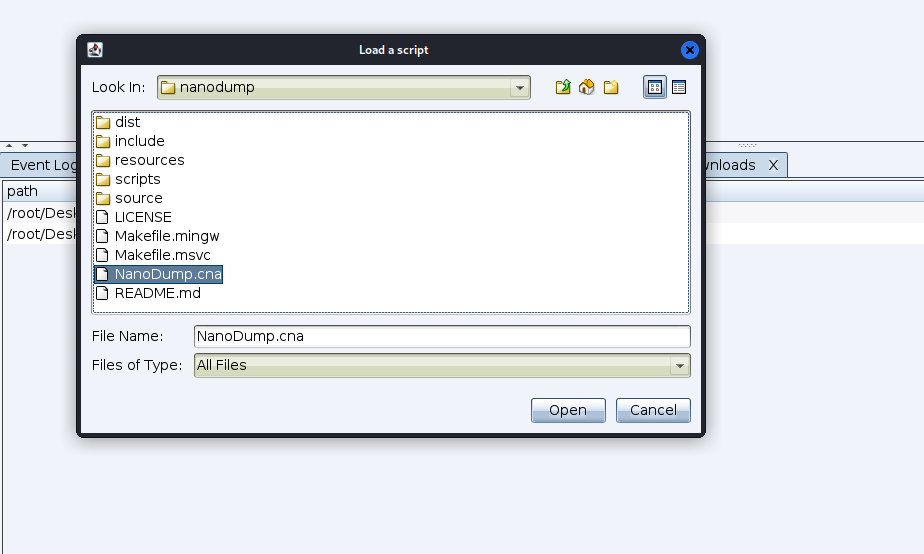 Load a script
Look In: nanodump
dist
include
resources
scripts
source
LICENSE
Makefile.mingw
Makefile.msvc
NanoDump.cna
README.md
File Name: NanoDump.cna
Files of Type: All Files
Open Cancel
Event Log
wnloads X
path
/root/Desk
/root/Desk